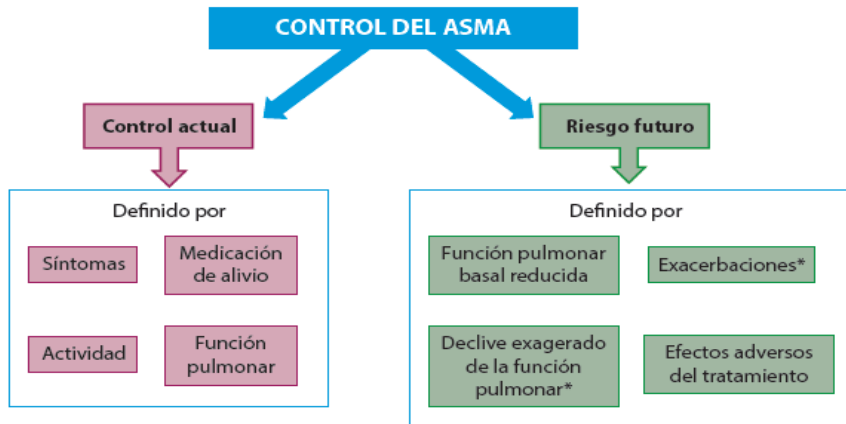 CONTROL DEL ASMA
Control actual
Riesgo futuro
Definido por
Síntomas
Medicación
de alivio
Actividad
Función
pulmonar
Definido por
Función pulmonar
basal reducida
Exacerbaciones*
Declive exagerado
de la función
pulmonar*
Efectos adversos
del tratamiento